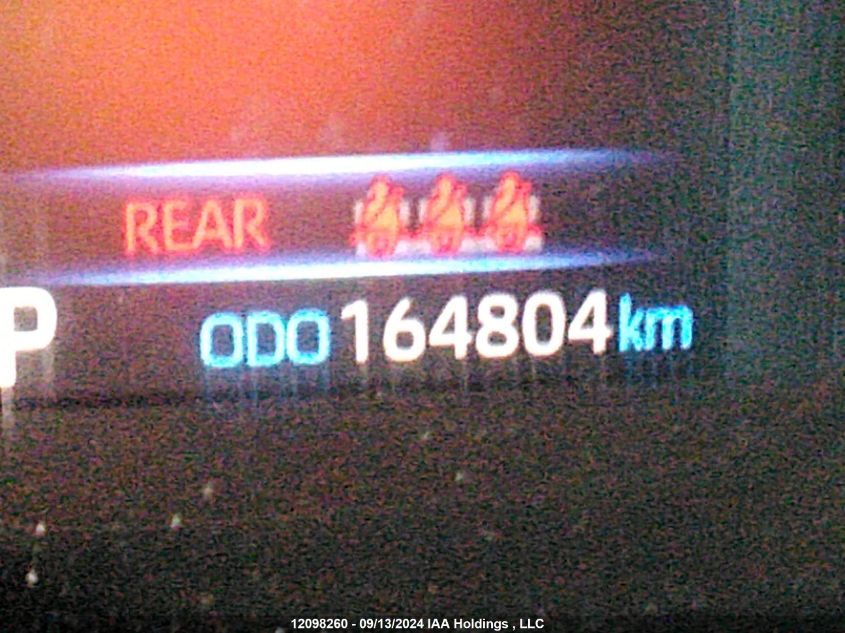 REAR
P
ODO 164804 km
12098260 - 09/13/2024 IAA Holdings , LLC